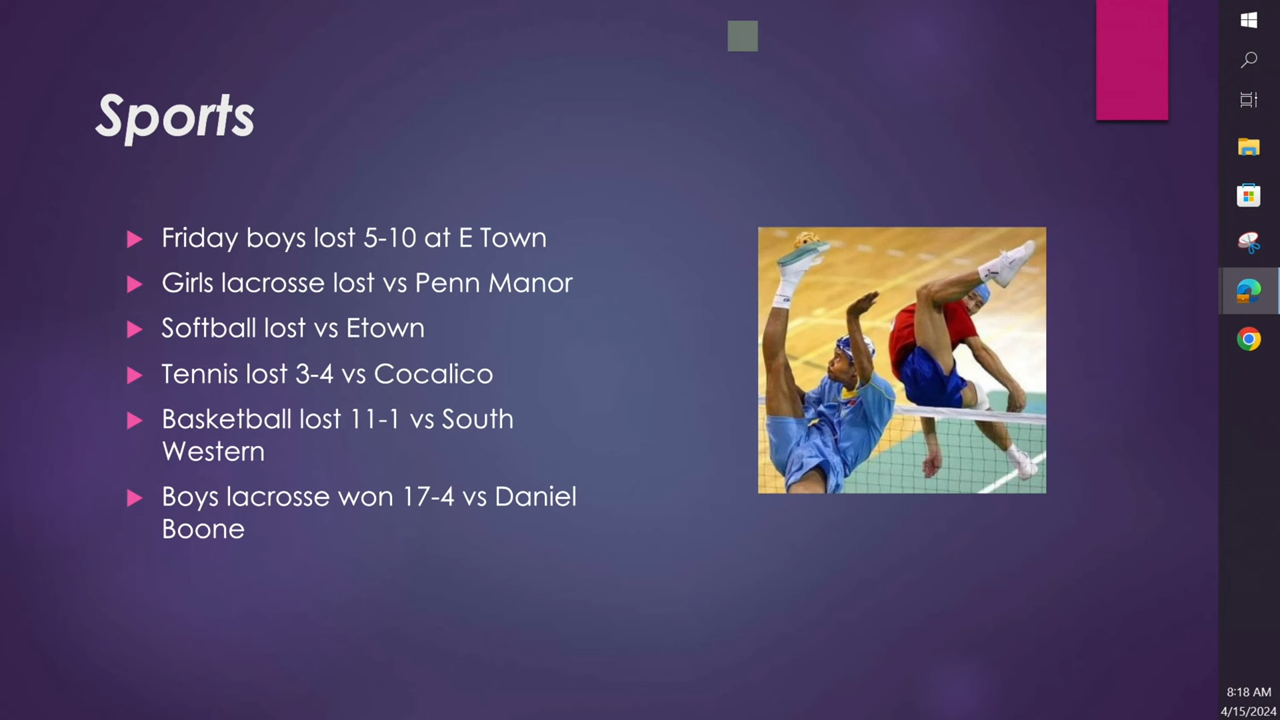 Sports
Friday boys lost 5-10 at E Town
Girls lacrosse lost vs Penn Manor
Softball lost vs Etown
Tennis lost 3-4 vs Cocalico
Basketball lost 11-1 vs South
Western
Boys lacrosse won 17-4 vs Daniel
Boone
8:18 AM
4/15/2024